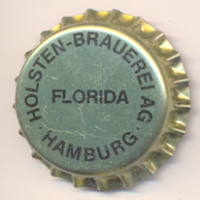 HOLSTEN-BRAUEREI AG
FLORIDA
· HAMBURG ·